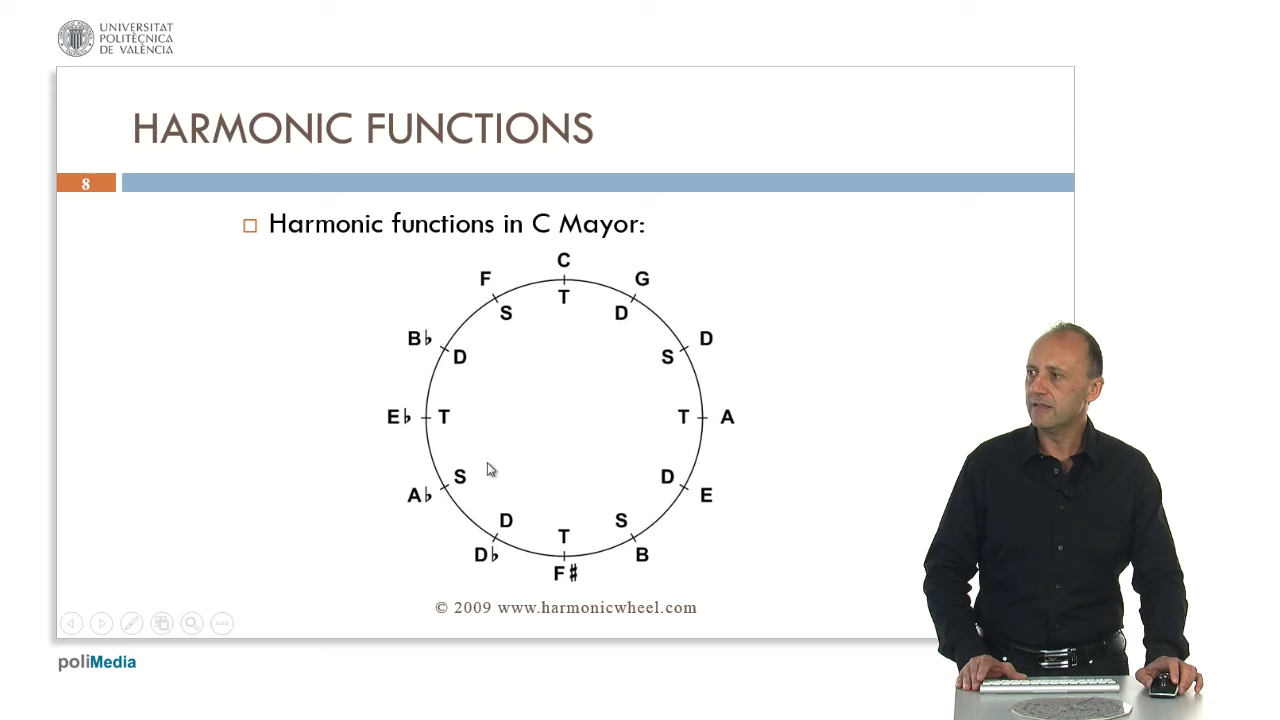 UNIVERSITAT
POLITÈCNICA
DE VALÈNCIA
HARMONIC FUNCTIONS
8
Harmonic functions in C Mayor:
C
T
F
S
G
D
B♭
D
D
S
E♭
T
A
T
A♭
S
E
D
D♭
D
B
S
T
F♯
© 2009 www.harmonicwheel.com
poliMedia